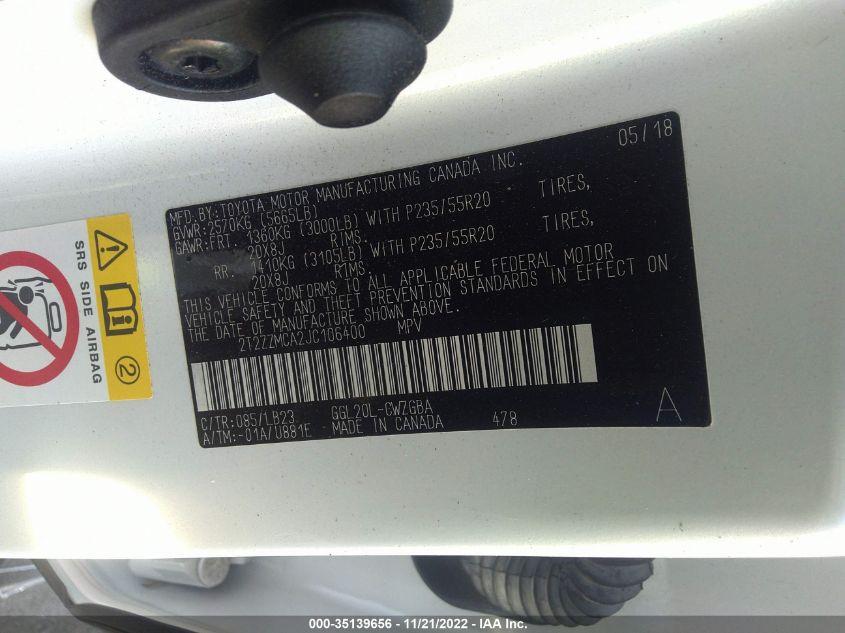 05/18
MFD.BY:TOYOTA MOTOR MANUFACTURING CANADA INC.
GVWR:2570KG (5665LB)
GAWR:FRT. 1360KG (3000LB) WITH P235/55R20 TIRES,
20X8J RIMS.
RR. 1410KG (3105LB) WITH P235/55R20 TIRES,
20X8J RIMS.
THIS VEHICLE CONFORMS TO ALL APPLICABLE FEDERAL MOTOR
VEHICLE SAFETY AND THEFT PREVENTION STANDARDS IN EFFECT ON
THE DATE OF MANUFACTURE SHOWN ABOVE.
2T2ZZMCA2JC106400 MPV
C/TR:085/LB23 GGL20L-CWZGBA
A/TM:-01A/U881E MADE IN CANADA 478
A
SRS SIDE AIRBAG
2
000-35139656 - 11/21/2022 - IAA Inc.